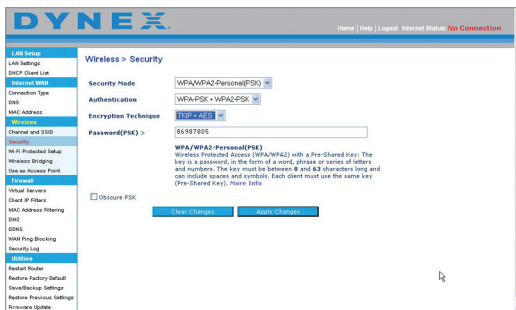 DYNEX.
Home | Help | Logout Internet Status: No Connection
LAN Setup
LAN Settings
DHCP Client List
Internet WAN
Connection Type
DNS
MAC Address
Wireless
Channel and SSID
Security
Wi-Fi Protected Setup
Wireless Bridging
Use as Access Point
Firewall
Virtual Servers
Client IP Filters
MAC Address Filtering
DMZ
DDNS
WAN Ping Blocking
Security Log
Utilities
Restart Router
Restore Factory Default
Save/Backup Settings
Restore Previous Settings
Firmware Update
Wireless > Security
Security Mode WPA/WPA2-Personal(PSK)
Authentication WPA-PSK + WPA2-PSK
Encryption Technique TKIP + AES
Password(PSK) > 86987805
WPA/WPA2-Personal(PSK)
Wireless Protected Access (WPA/WPA2) with a Pre-Shared Key: The
key is a password, in the form of a word, phrase or series of letters
and numbers. The key must be between 8 and 63 characters long and
can include spaces and symbols. Each client must use the same key
(Pre-Shared Key). More Info
Obscure PSK
Clear Changes Apply Changes